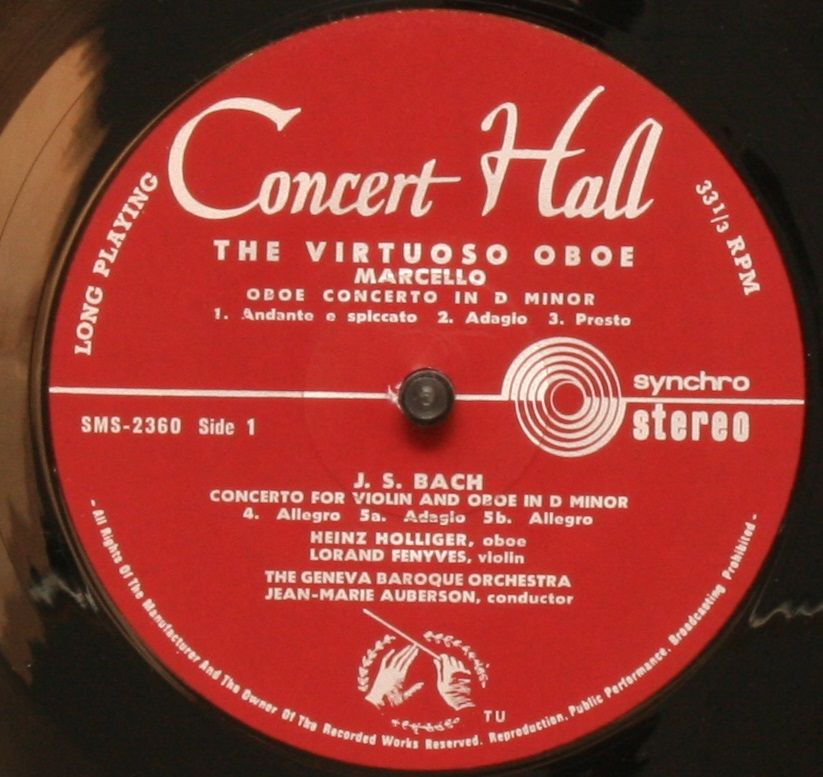 Concert Hall
LONG PLAYING
33 1/3 RPM
THE VIRTUOSO OBOE
MARCELLO
OBOE CONCERTO IN D MINOR
1. Andante e spiccato 2. Adagio 3. Presto
synchro
stereo
SMS-2360 Side 1
J. S. BACH
CONCERTO FOR VIOLIN AND OBOE IN D MINOR
4. Allegro 5a. Adagio 5b. Allegro
HEINZ HOLLIGER, oboe
LORAND FENYVES, violin
THE GENEVA BAROQUE ORCHESTRA
JEAN-MARIE AUBERSON, conductor
TU
- All Rights Of The Manufacturer And The Owner Of The Recorded Works Reserved. Reproduction, Public Performance, Broadcasting Prohibited -